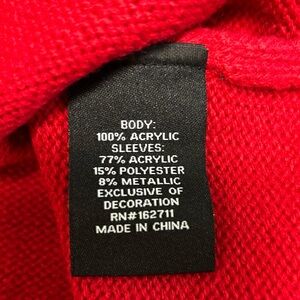 BODY:
100% ACRYLIC
SLEEVES:
77% ACRYLIC
15% POLYESTER
8% METALLIC
EXCLUSIVE OF
DECORATION
RN#162711
MADE IN CHINA